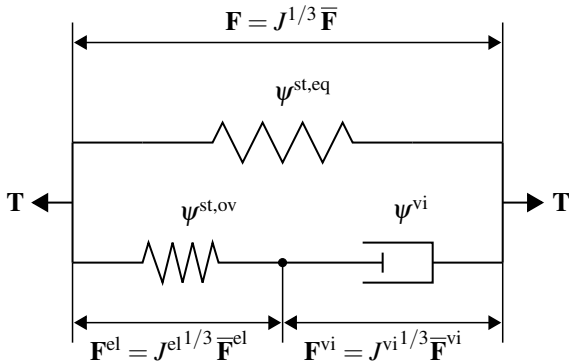 F = J^{1/3} F̅
ψ^{st,eq}
T T
ψ^{st,ov} ψ^{vi}
F^{el} = J^{el 1/3} F̅^{el} F^{vi} = J^{vi 1/3} F̅^{vi}